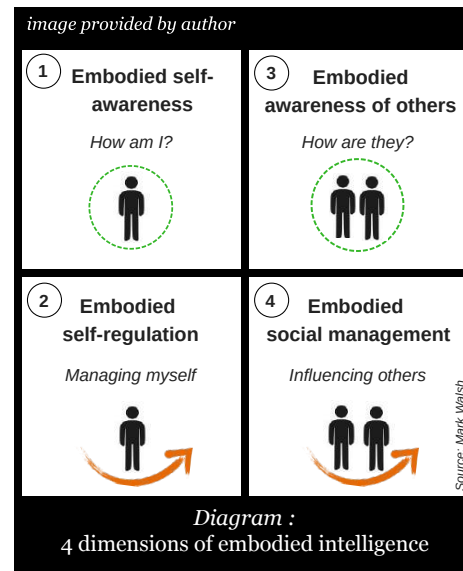 image provided by author
1
Embodied self-
awareness
How am I?
3
Embodied
awareness of others
How are they?
2
Embodied
self-regulation
Managing myself
4
Embodied
social management
Influencing others
Source: Mark Walsh
Diagram :
4 dimensions of embodied intelligence